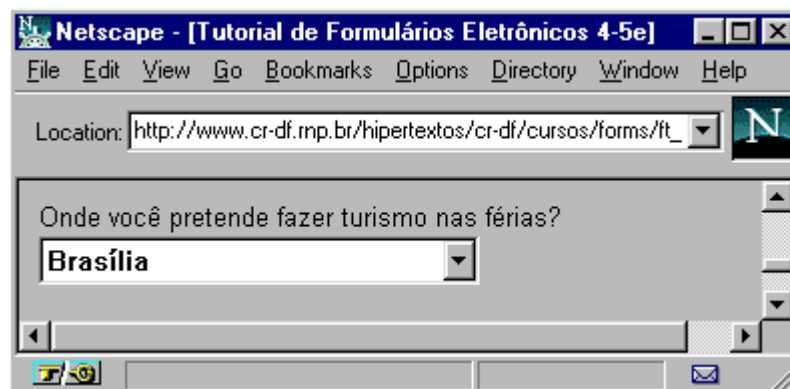 Netscape - [Tutorial de Formulários Eletrônicos 4-5e]
File Edit View Go Bookmarks Options Directory Window Help
Location: http://www.cr-df.rnp.br/hipertextos/cr-df/cursos/forms/ft_
N
Onde você pretende fazer turismo nas férias?
Brasília